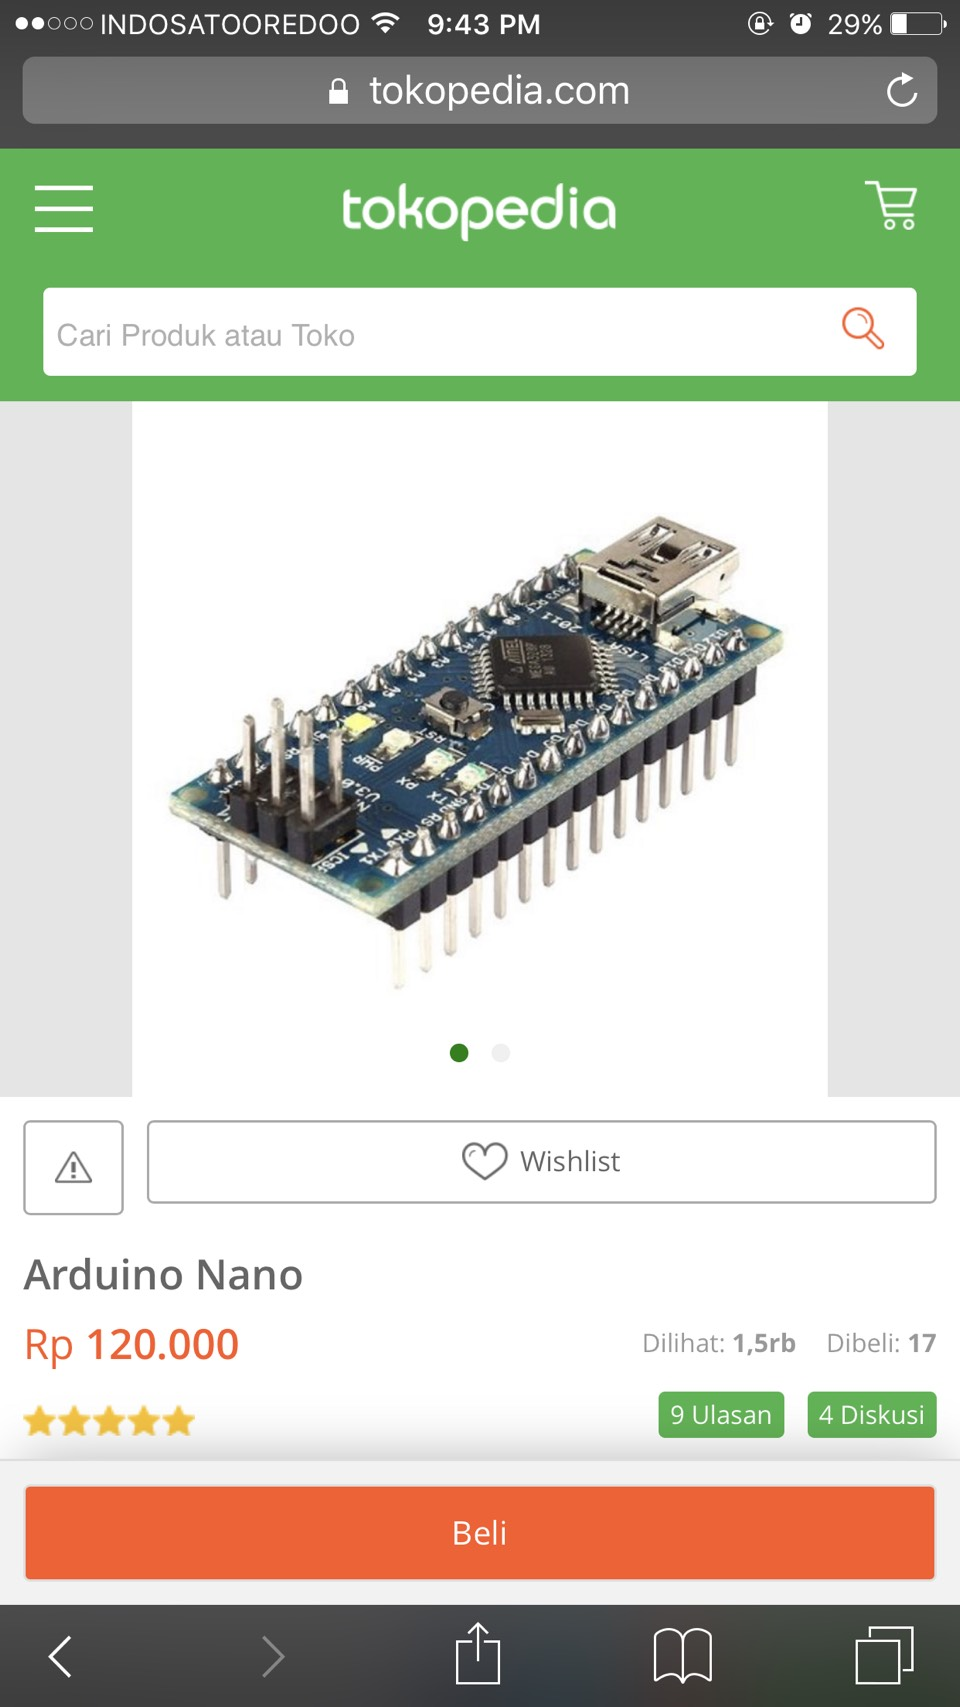 INDOSATOOREDOO 9:43 PM 29%
tokopedia.com
tokopedia
Cari Produk atau Toko
Wishlist
Arduino Nano
Rp 120.000
Dilihat: 1,5rb Dibeli: 17
9 Ulasan 4 Diskusi
Beli